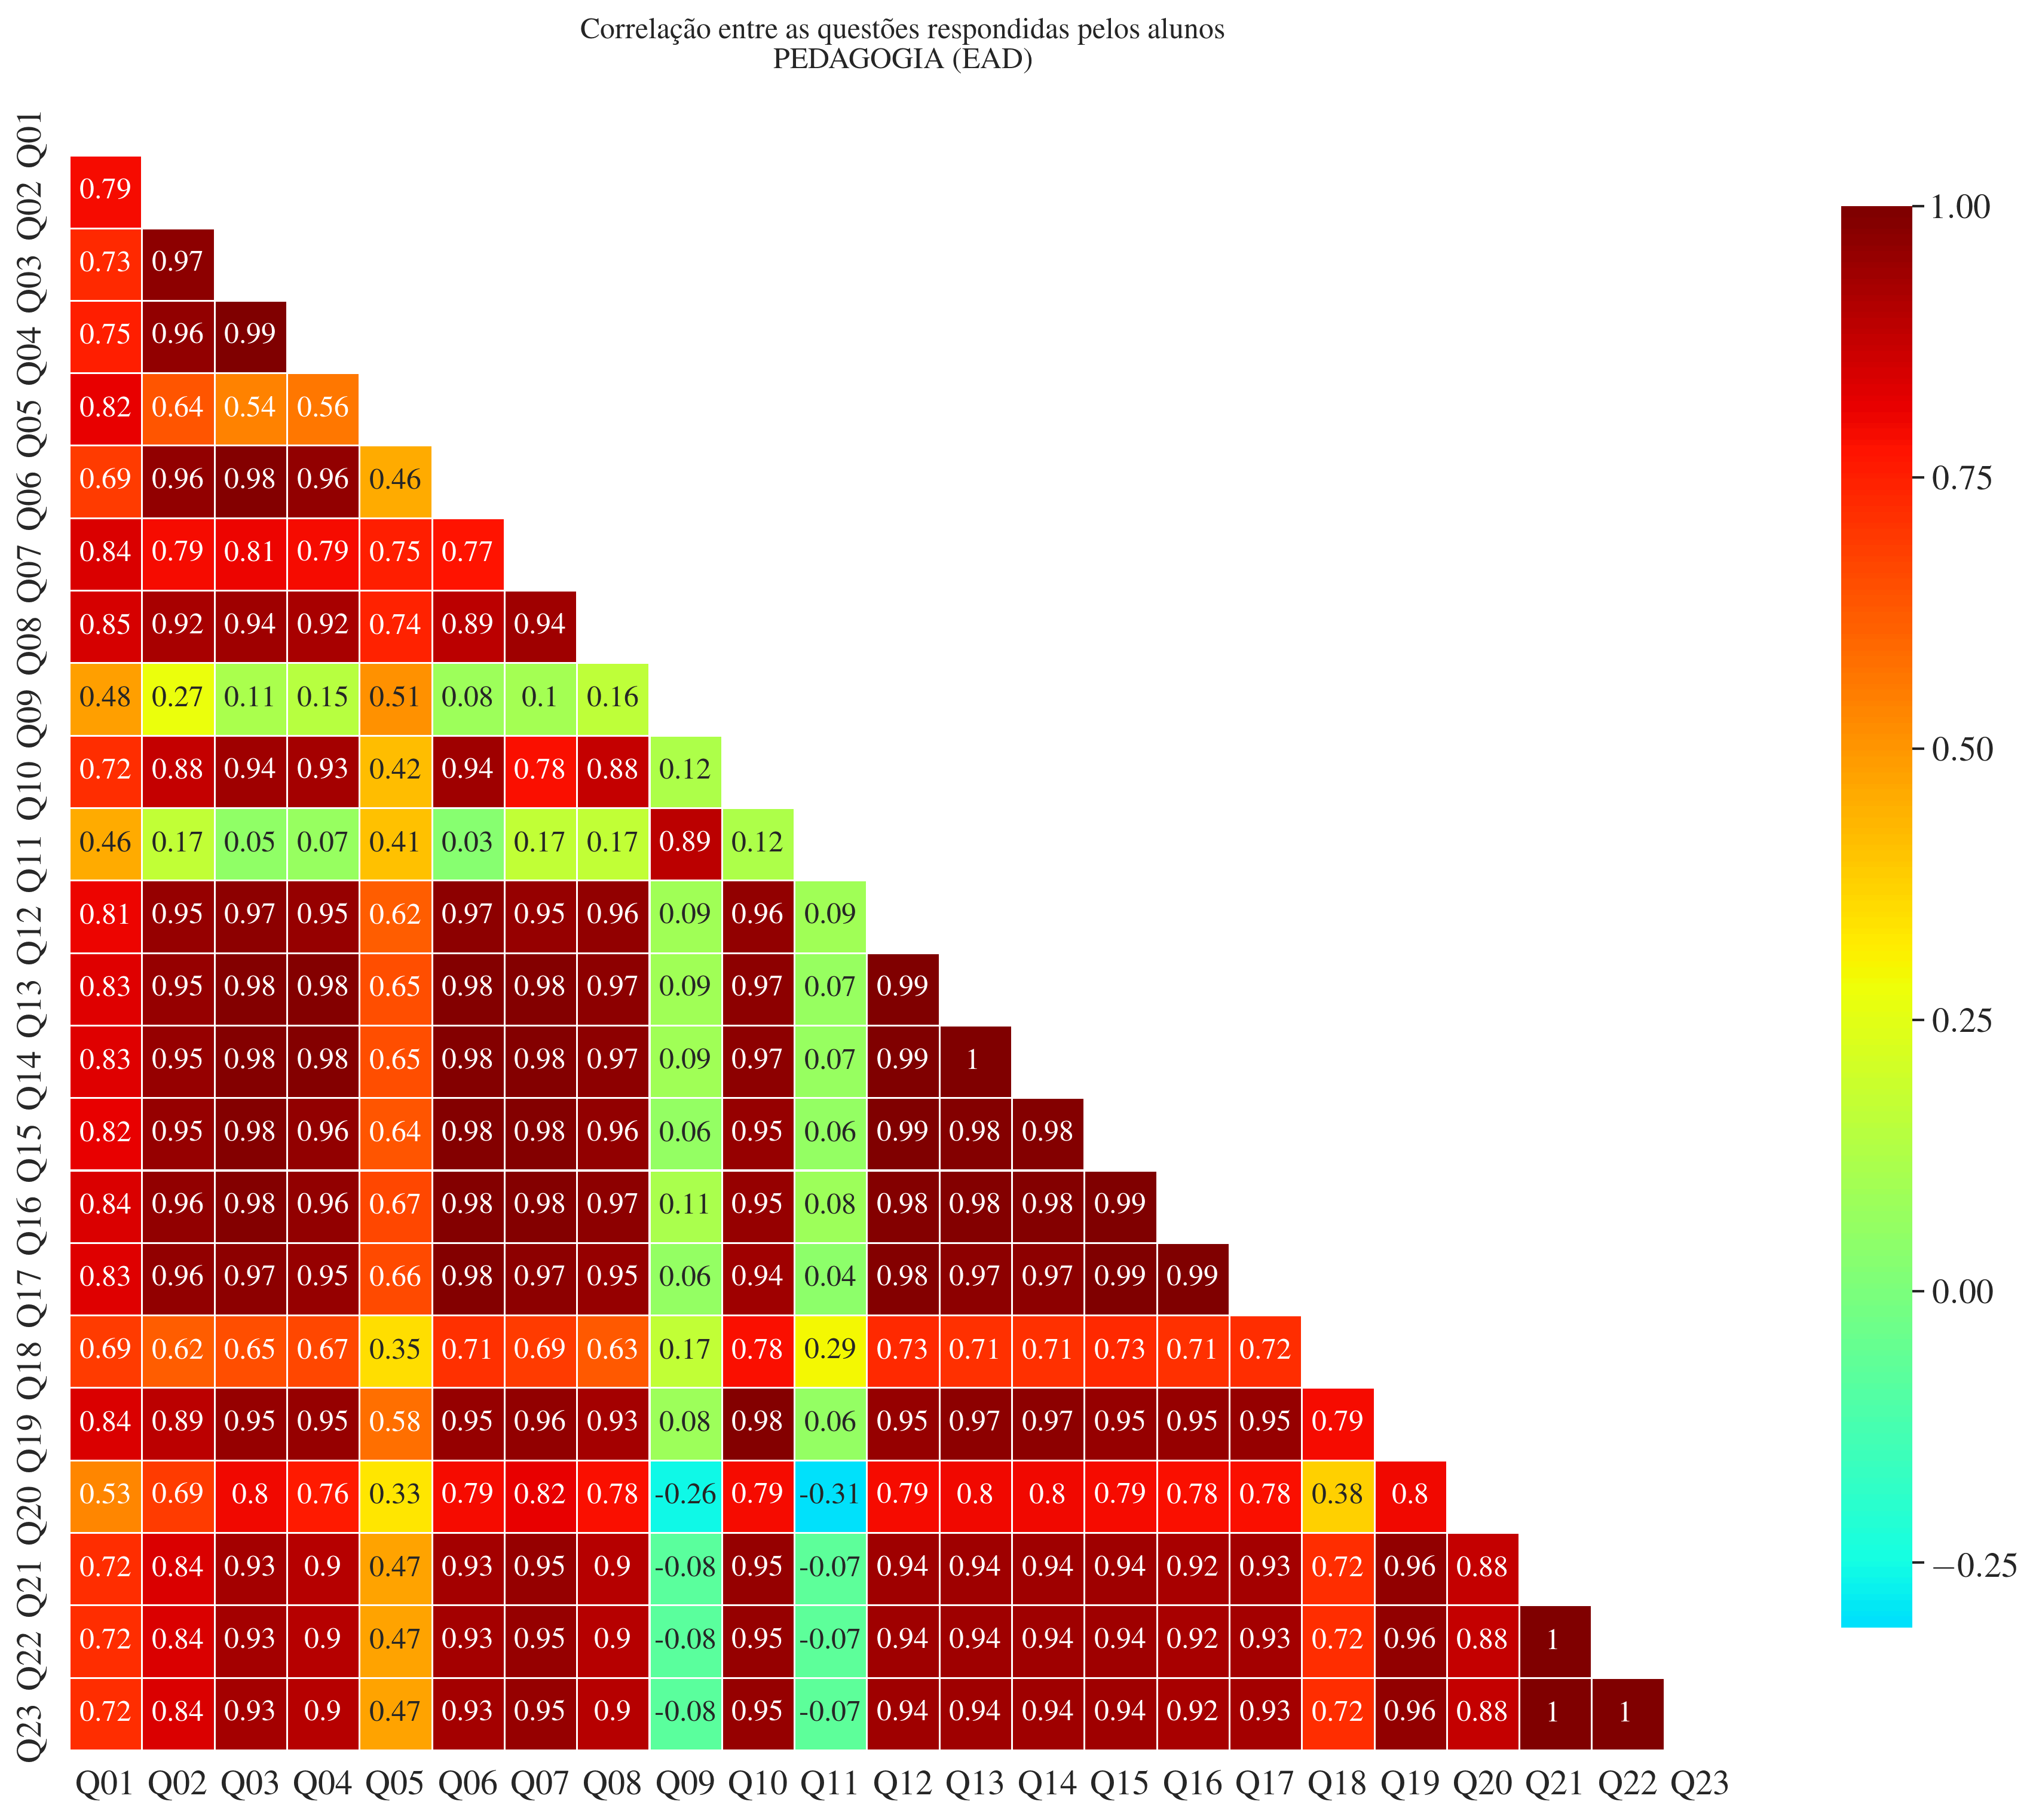 Correlação entre as questões respondidas pelos alunos
PEDAGOGIA (EAD)
Q01
Q02 0.79
Q03 0.73 0.97
Q04 0.75 0.96 0.99
Q05 0.82 0.64 0.54 0.56
Q06 0.69 0.96 0.98 0.96 0.46
Q07 0.84 0.79 0.81 0.79 0.75 0.77
Q08 0.85 0.92 0.94 0.92 0.74 0.89 0.94
Q09 0.48 0.27 0.11 0.15 0.51 0.08 0.1 0.16
Q10 0.72 0.88 0.94 0.93 0.42 0.94 0.78 0.88 0.12
Q11 0.46 0.17 0.05 0.07 0.41 0.03 0.17 0.17 0.89 0.12
Q12 0.81 0.95 0.97 0.95 0.62 0.97 0.95 0.96 0.09 0.96 0.09
Q13 0.83 0.95 0.98 0.98 0.65 0.98 0.98 0.97 0.09 0.97 0.07 0.99
Q14 0.83 0.95 0.98 0.98 0.65 0.98 0.98 0.97 0.09 0.97 0.07 0.99 1
Q15 0.82 0.95 0.98 0.96 0.64 0.98 0.98 0.96 0.06 0.95 0.06 0.99 0.98 0.98
Q16 0.84 0.96 0.98 0.96 0.67 0.98 0.98 0.97 0.11 0.95 0.08 0.98 0.98 0.98 0.99
Q17 0.83 0.96 0.97 0.95 0.66 0.98 0.97 0.95 0.06 0.94 0.04 0.98 0.97 0.97 0.99 0.99
Q18 0.69 0.62 0.65 0.67 0.35 0.71 0.69 0.63 0.17 0.78 0.29 0.73 0.71 0.71 0.73 0.71 0.72
Q19 0.84 0.89 0.95 0.95 0.58 0.95 0.96 0.93 0.08 0.98 0.06 0.95 0.97 0.97 0.95 0.95 0.95 0.79
Q20 0.53 0.69 0.8 0.76 0.33 0.79 0.82 0.78 -0.26 0.79 -0.31 0.79 0.8 0.8 0.79 0.78 0.78 0.38 0.8
Q21 0.72 0.84 0.93 0.9 0.47 0.93 0.95 0.9 -0.08 0.95 -0.07 0.94 0.94 0.94 0.94 0.92 0.93 0.72 0.96 0.88
Q22 0.72 0.84 0.93 0.9 0.47 0.93 0.95 0.9 -0.08 0.95 -0.07 0.94 0.94 0.94 0.94 0.92 0.93 0.72 0.96 0.88 1
Q23 0.72 0.84 0.93 0.9 0.47 0.93 0.95 0.9 -0.08 0.95 -0.07 0.94 0.94 0.94 0.94 0.92 0.93 0.72 0.96 0.88 1 1
Q01 Q02 Q03 Q04 Q05 Q06 Q07 Q08 Q09 Q10 Q11 Q12 Q13 Q14 Q15 Q16 Q17 Q18 Q19 Q20 Q21 Q22 Q23
1.00
0.75
0.50
0.25
0.00
−0.25